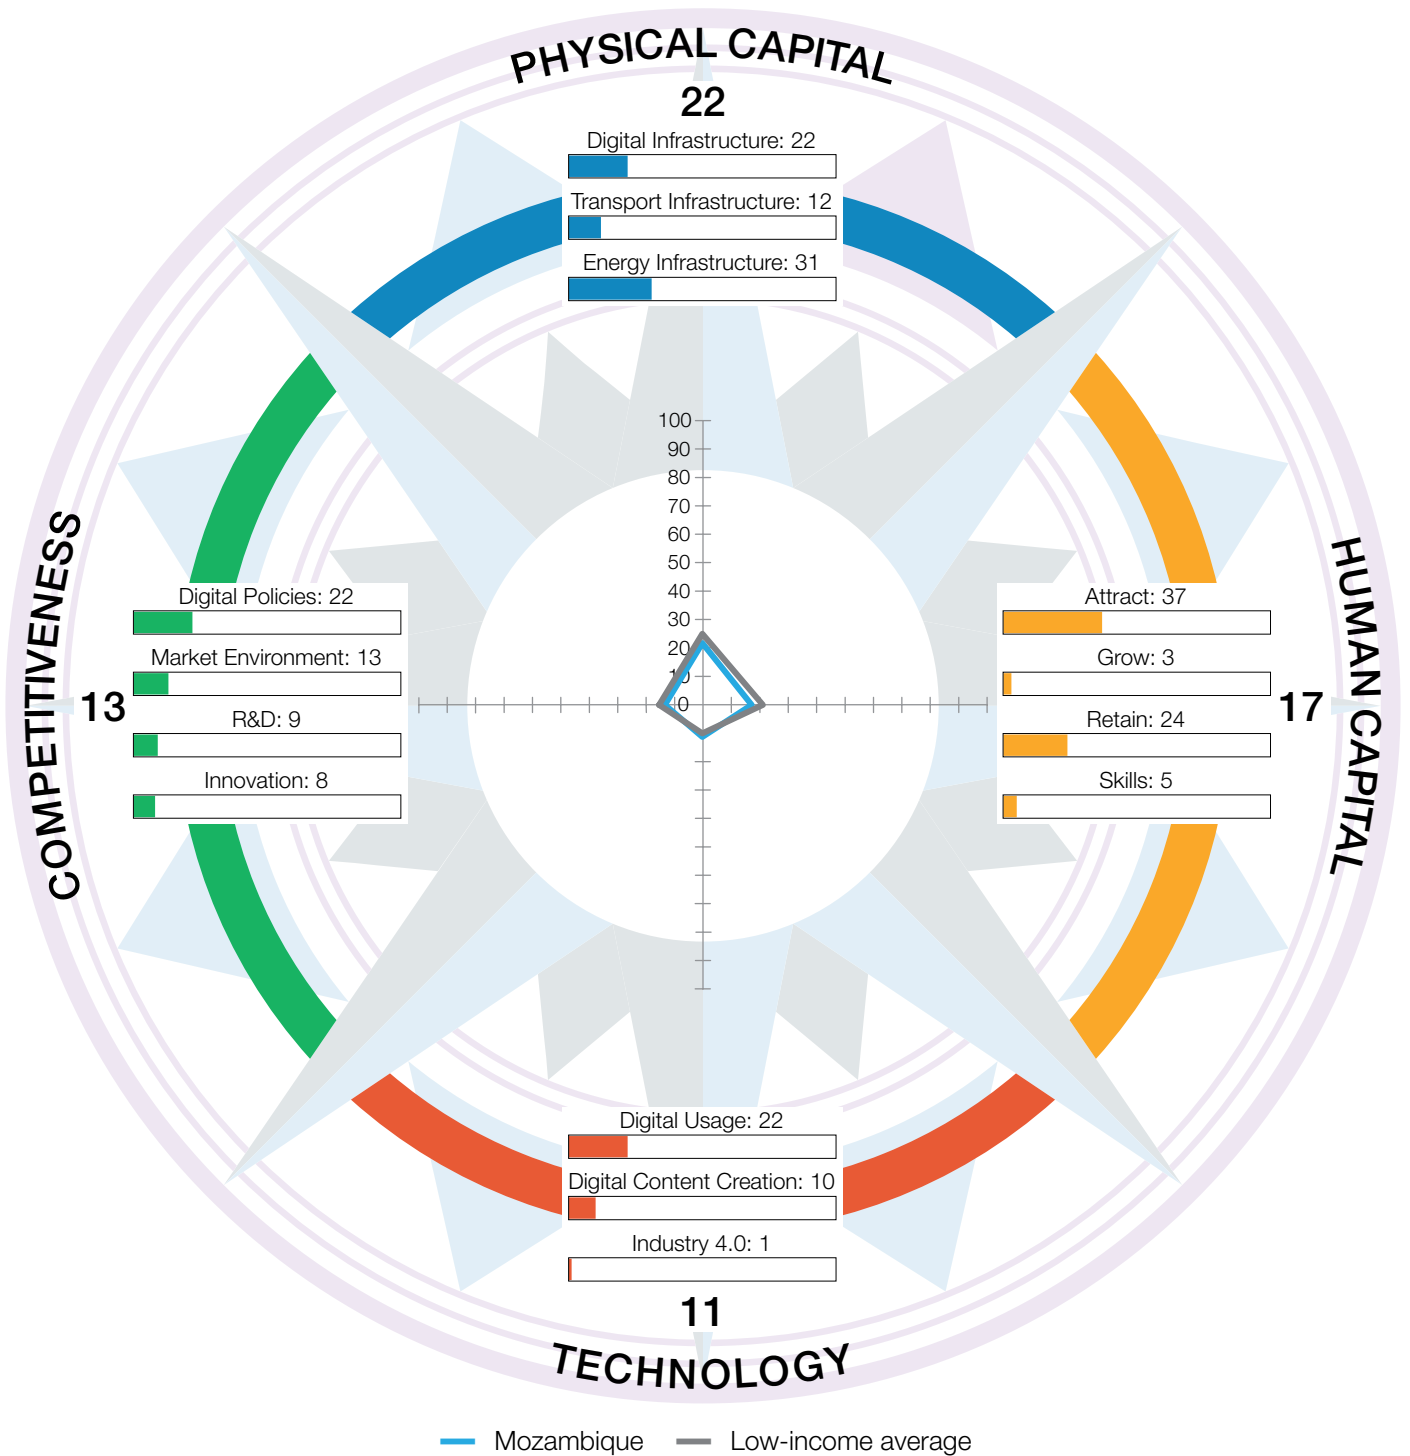 PHYSICAL CAPITAL
22
Digital Infrastructure: 22
Transport Infrastructure: 12
Energy Infrastructure: 31
100
90
80
70
60
50
40
30
20
10
0
COMPETITIVENESS
13
Digital Policies: 22
Market Environment: 13
R&D: 9
Innovation: 8
HUMAN CAPITAL
17
Attract: 37
Grow: 3
Retain: 24
Skills: 5
Digital Usage: 22
Digital Content Creation: 10
Industry 4.0: 1
11
TECHNOLOGY
Mozambique
Low-income average